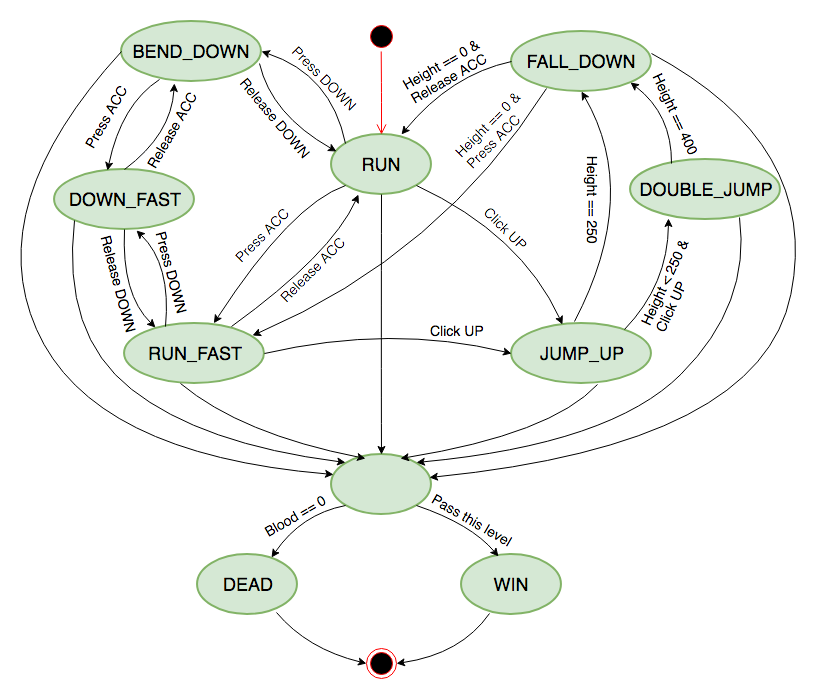 BEND_DOWN
FALL_DOWN
Press DOWN
Height == 0 &
Release ACC
Press ACC
Release ACC
Release DOWN
Height == 0 &
Press ACC
Height == 400
RUN
DOWN_FAST
DOUBLE_JUMP
Press ACC
Release ACC
Click UP
Height == 250
Release DOWN
Press DOWN
Height < 250 &
Click UP
Click UP
RUN_FAST
JUMP_UP
Blood == 0
Pass this level
DEAD
WIN